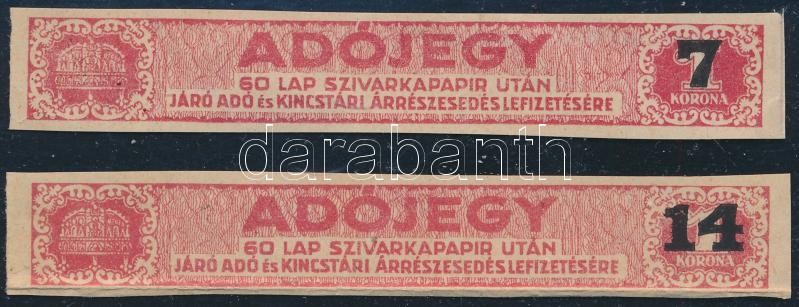 ADÓJEGY
60 LAP SZIVARKAPAPIR UTÁN
JÁRÓ ADÓ és KINCSTÁRI ÁRRÉSZESEDÉS LEFIZETÉSÉRE
7
KORONA
darabanth
ADÓJEGY
60 LAP SZIVARKAPAPIR UTÁN
JÁRÓ ADÓ és KINCSTÁRI ÁRRÉSZESEDÉS LEFIZETÉSÉRE
14
KORONA